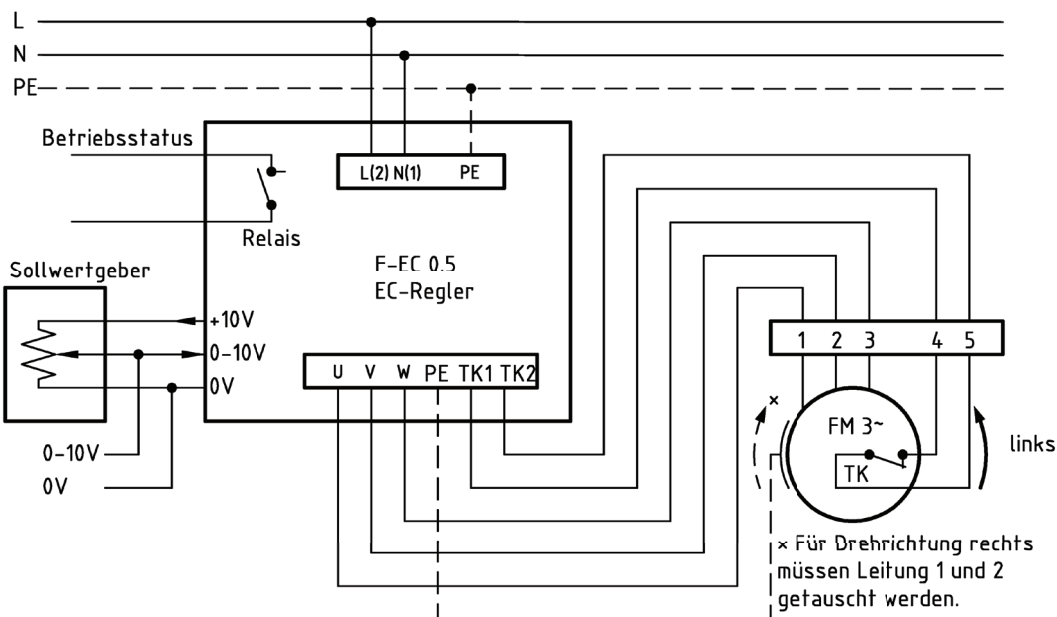 L
N
PE
Betriebsstatus
L(2) N(1) PE
Relais
F-EC 0.5
EC-Regler
Sollwertgeber
+10V
0-10V
0V
U V W PE TK1 TK2
0-10V
0V
1 2 3 4 5
×
FM 3~
TK
links
× Für Drehrichtung rechts
müssen Leitung 1 und 2
getauscht werden.